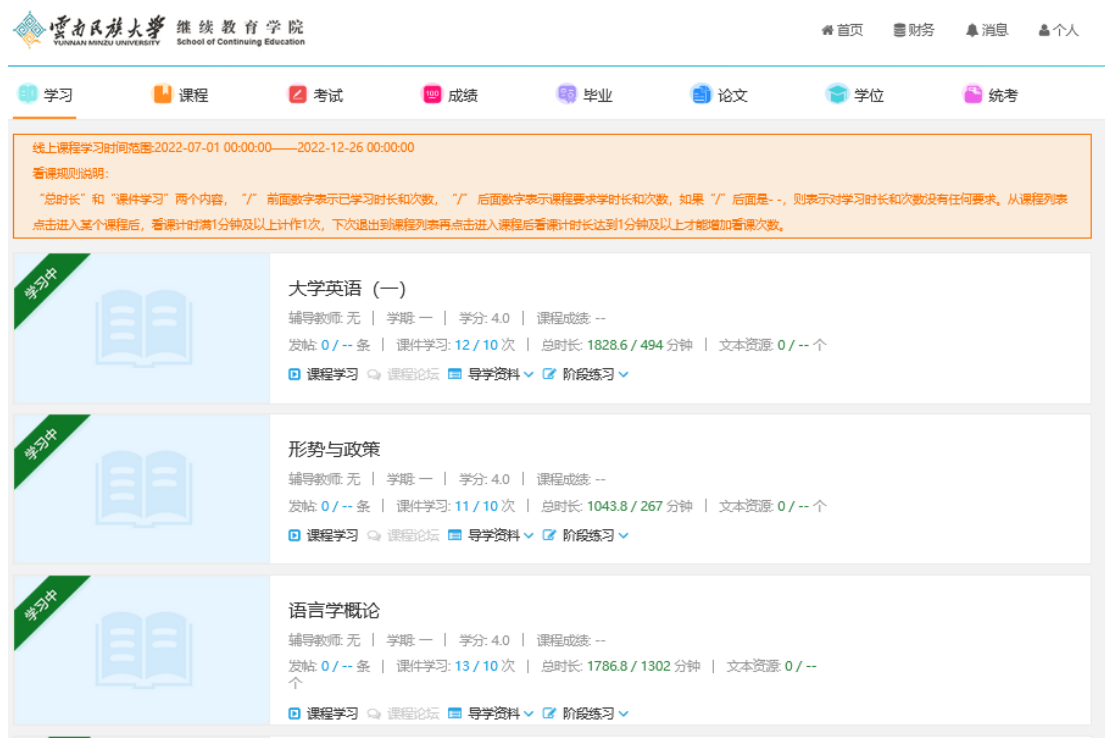 雲南民族大學 继续教育学院
YUNNAN MINZU UNIVERSITY School of Continuing Education
首页 财务 消息 个人
学习 课程 考试 100 成绩 毕业 论文 学位 统考
线上课程学习时间范围:2022-07-01 00:00:00——2022-12-26 00:00:00
看课规则说明:
“总时长”和“课件学习”两个内容，“/”前面数字表示已学习时长和次数，“/”后面数字表示课程要求学时长和次数，如果“/”后面是- -，则表示对学习时长和次数没有任何要求。从课程列表
点击进入某个课程后，看课计时满1分钟及以上计作1次，下次退出到课程列表再点击进入课程后看课计时长达到1分钟及以上才能增加看课次数。
学习中
大学英语（一）
辅导教师: 无 | 学期: 一 | 学分: 4.0 | 课程成绩: --
发帖: 0 / -- 条 | 课件学习: 12 / 10 次 | 总时长: 1828.6 / 494 分钟 | 文本资源: 0 / -- 个
课程学习 课程论坛 导学资料 阶段练习
学习中
形势与政策
辅导教师: 无 | 学期: 一 | 学分: 4.0 | 课程成绩: --
发帖: 0 / -- 条 | 课件学习: 11 / 10 次 | 总时长: 1043.8 / 267 分钟 | 文本资源: 0 / -- 个
课程学习 课程论坛 导学资料 阶段练习
学习中
语言学概论
辅导教师: 无 | 学期: 一 | 学分: 4.0 | 课程成绩: --
发帖: 0 / -- 条 | 课件学习: 13 / 10 次 | 总时长: 1786.8 / 1302 分钟 | 文本资源: 0 / --
个
课程学习 课程论坛 导学资料 阶段练习